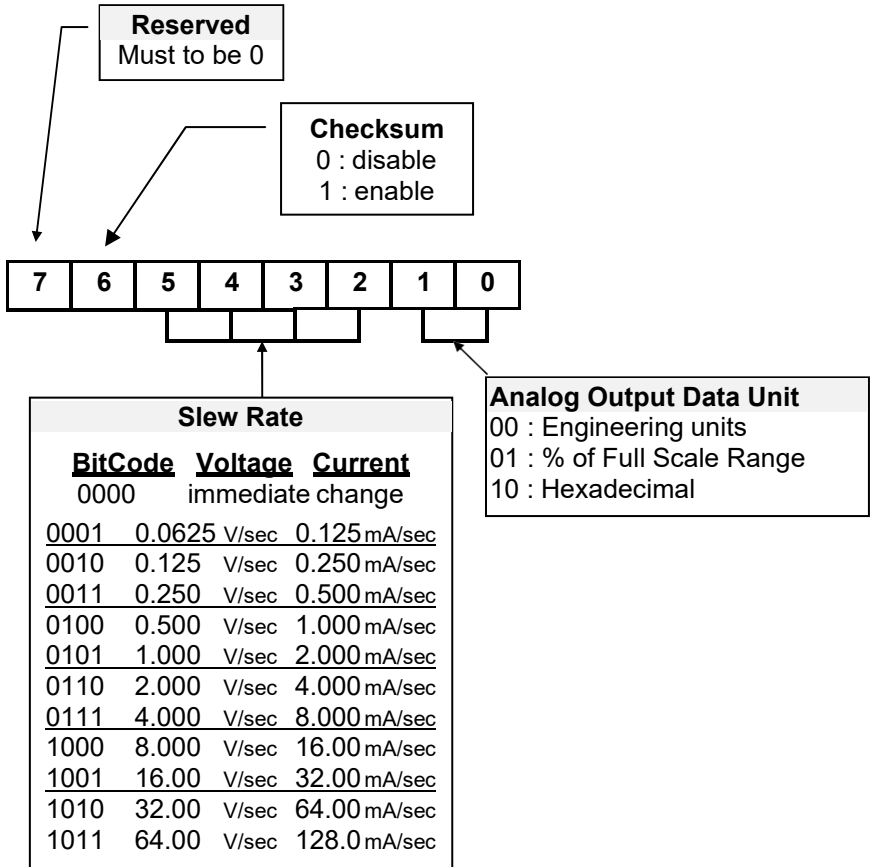 Reserved
Must to be 0
Checksum
0 : disable
1 : enable
7 6 5 4 3 2 1 0
Slew Rate
BitCode Voltage Current
0000 immediate change
0001 0.0625 V/sec 0.125 mA/sec
0010 0.125 V/sec 0.250 mA/sec
0011 0.250 V/sec 0.500 mA/sec
0100 0.500 V/sec 1.000 mA/sec
0101 1.000 V/sec 2.000 mA/sec
0110 2.000 V/sec 4.000 mA/sec
0111 4.000 V/sec 8.000 mA/sec
1000 8.000 V/sec 16.00 mA/sec
1001 16.00 V/sec 32.00 mA/sec
1010 32.00 V/sec 64.00 mA/sec
1011 64.00 V/sec 128.0 mA/sec
Analog Output Data Unit
00 : Engineering units
01 : % of Full Scale Range
10 : Hexadecimal